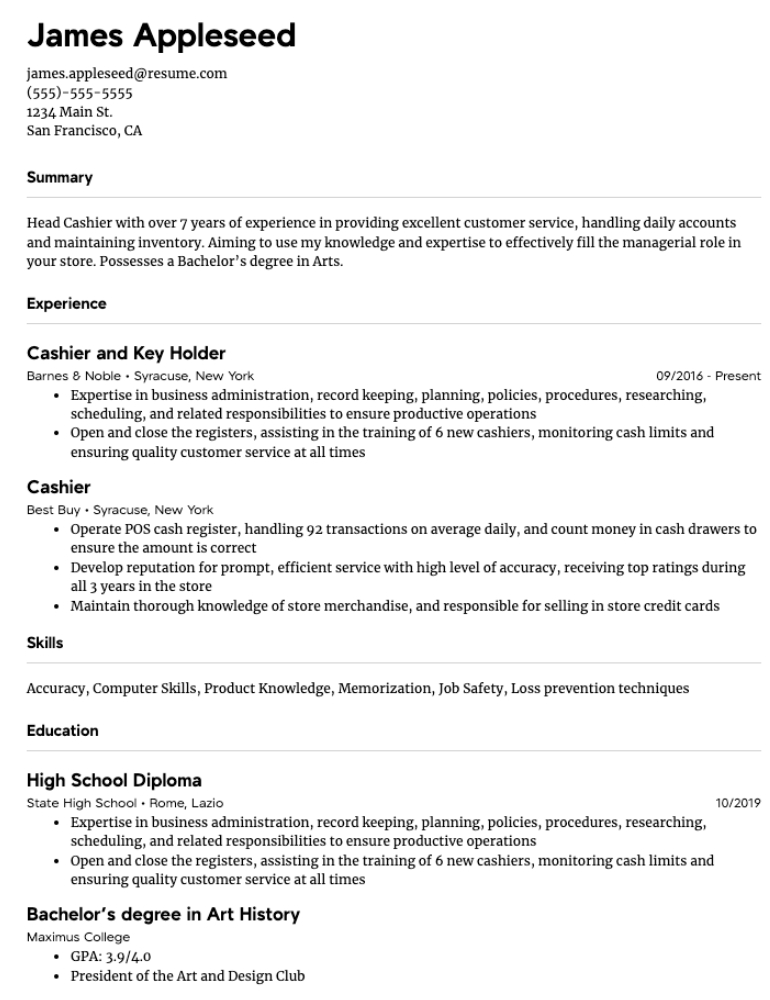 James Appleseed
james.appleseed@resume.com
(555)-555-5555
1234 Main St.
San Francisco, CA
Summary
Head Cashier with over 7 years of experience in providing excellent customer service, handling daily accounts
and maintaining inventory. Aiming to use my knowledge and expertise to effectively fill the managerial role in
your store. Possesses a Bachelor's degree in Arts.
Experience
Cashier and Key Holder
Barnes & Noble • Syracuse, New York 09/2016 - Present
• Expertise in business administration, record keeping, planning, policies, procedures, researching,
scheduling, and related responsibilities to ensure productive operations
• Open and close the registers, assisting in the training of 6 new cashiers, monitoring cash limits and
ensuring quality customer service at all times
Cashier
Best Buy • Syracuse, New York
• Operate POS cash register, handling 92 transactions on average daily, and count money in cash drawers to
ensure the amount is correct
• Develop reputation for prompt, efficient service with high level of accuracy, receiving top ratings during
all 3 years in the store
• Maintain thorough knowledge of store merchandise, and responsible for selling in store credit cards
Skills
Accuracy, Computer Skills, Product Knowledge, Memorization, Job Safety, Loss prevention techniques
Education
High School Diploma
State High School • Rome, Lazio 10/2019
• Expertise in business administration, record keeping, planning, policies, procedures, researching,
scheduling, and related responsibilities to ensure productive operations
• Open and close the registers, assisting in the training of 6 new cashiers, monitoring cash limits and
ensuring quality customer service at all times
Bachelor's degree in Art History
Maximus College
• GPA: 3.9/4.0
• President of the Art and Design Club